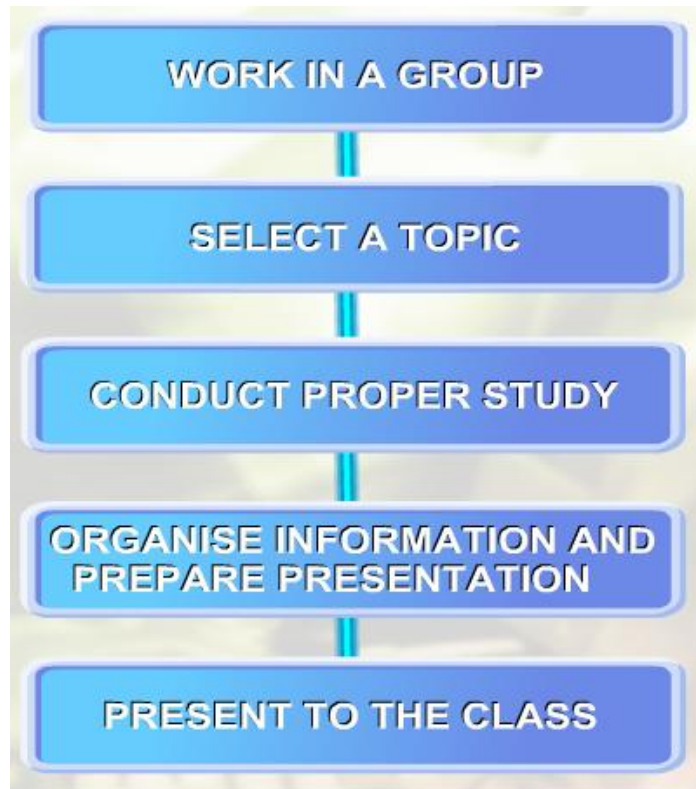 WORK IN A GROUP
SELECT A TOPIC
CONDUCT PROPER STUDY
ORGANISE INFORMATION AND
PREPARE PRESENTATION
PRESENT TO THE CLASS